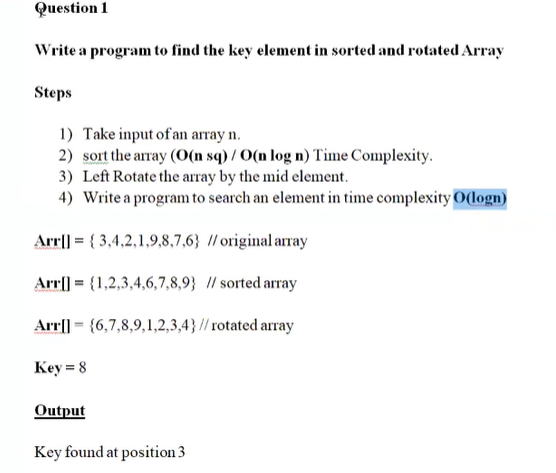 Question 1
Write a program to find the key element in sorted and rotated Array
Steps
1) Take input of an array n.
2) sort the array (O(n sq) / O(n log n) Time Complexity.
3) Left Rotate the array by the mid element.
4) Write a program to search an element in time complexity O(logn)
Arr[] = { 3,4,2,1,9,8,7,6} // original array
Arr[] = {1,2,3,4,6,7,8,9} // sorted array
Arr[] = {6,7,8,9,1,2,3,4} // rotated array
Key = 8
Output
Key found at position 3